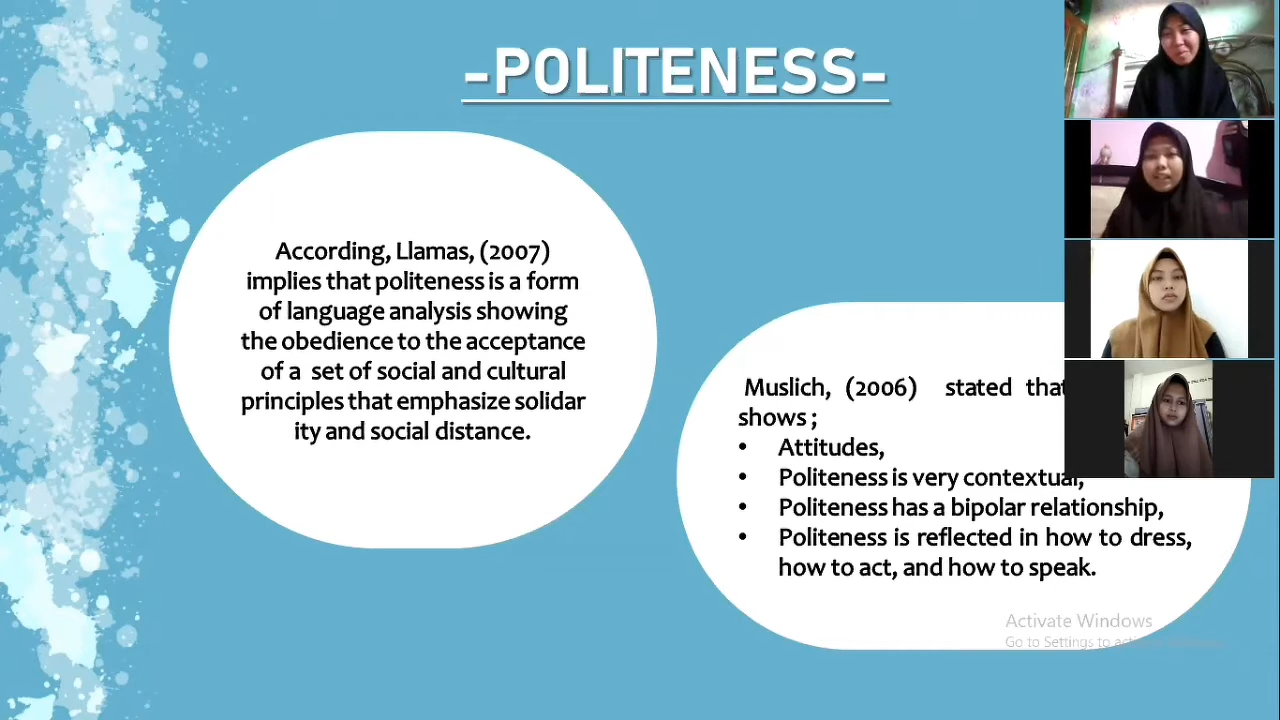 -POLITENESS-
According, Llamas, (2007)
implies that politeness is a form
of language analysis showing
the obedience to the acceptance
of a set of social and cultural
principles that emphasize solidar
ity and social distance.
Muslich, (2006) stated that
shows ;
• Attitudes,
• Politeness is very contextual,
• Politeness has a bipolar relationship,
• Politeness is reflected in how to dress,
how to act, and how to speak.
Activate Windows
Go to Settings to activate Windows.